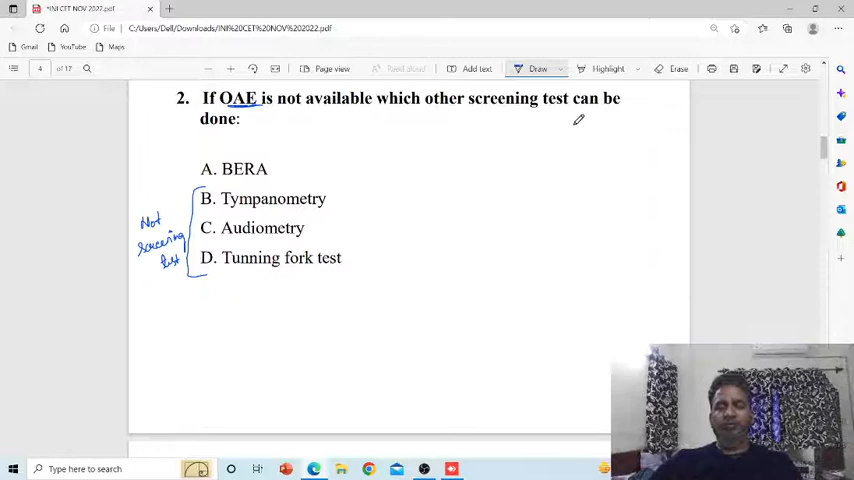 *INI CET NOV 2022.pdf
File
C:/Users/Dell/Downloads/INI%20CET%20NOV%202022.pdf
Gmail
YouTube
Maps
4
of 17
Page view
Read aloud
Add text
Draw
Highlight
Erase
2. If OAE is not available which other screening test can be
done:
A. BERA
B. Tympanometry
C. Audiometry
D. Tunning fork test
Not
screening
test
Type here to search